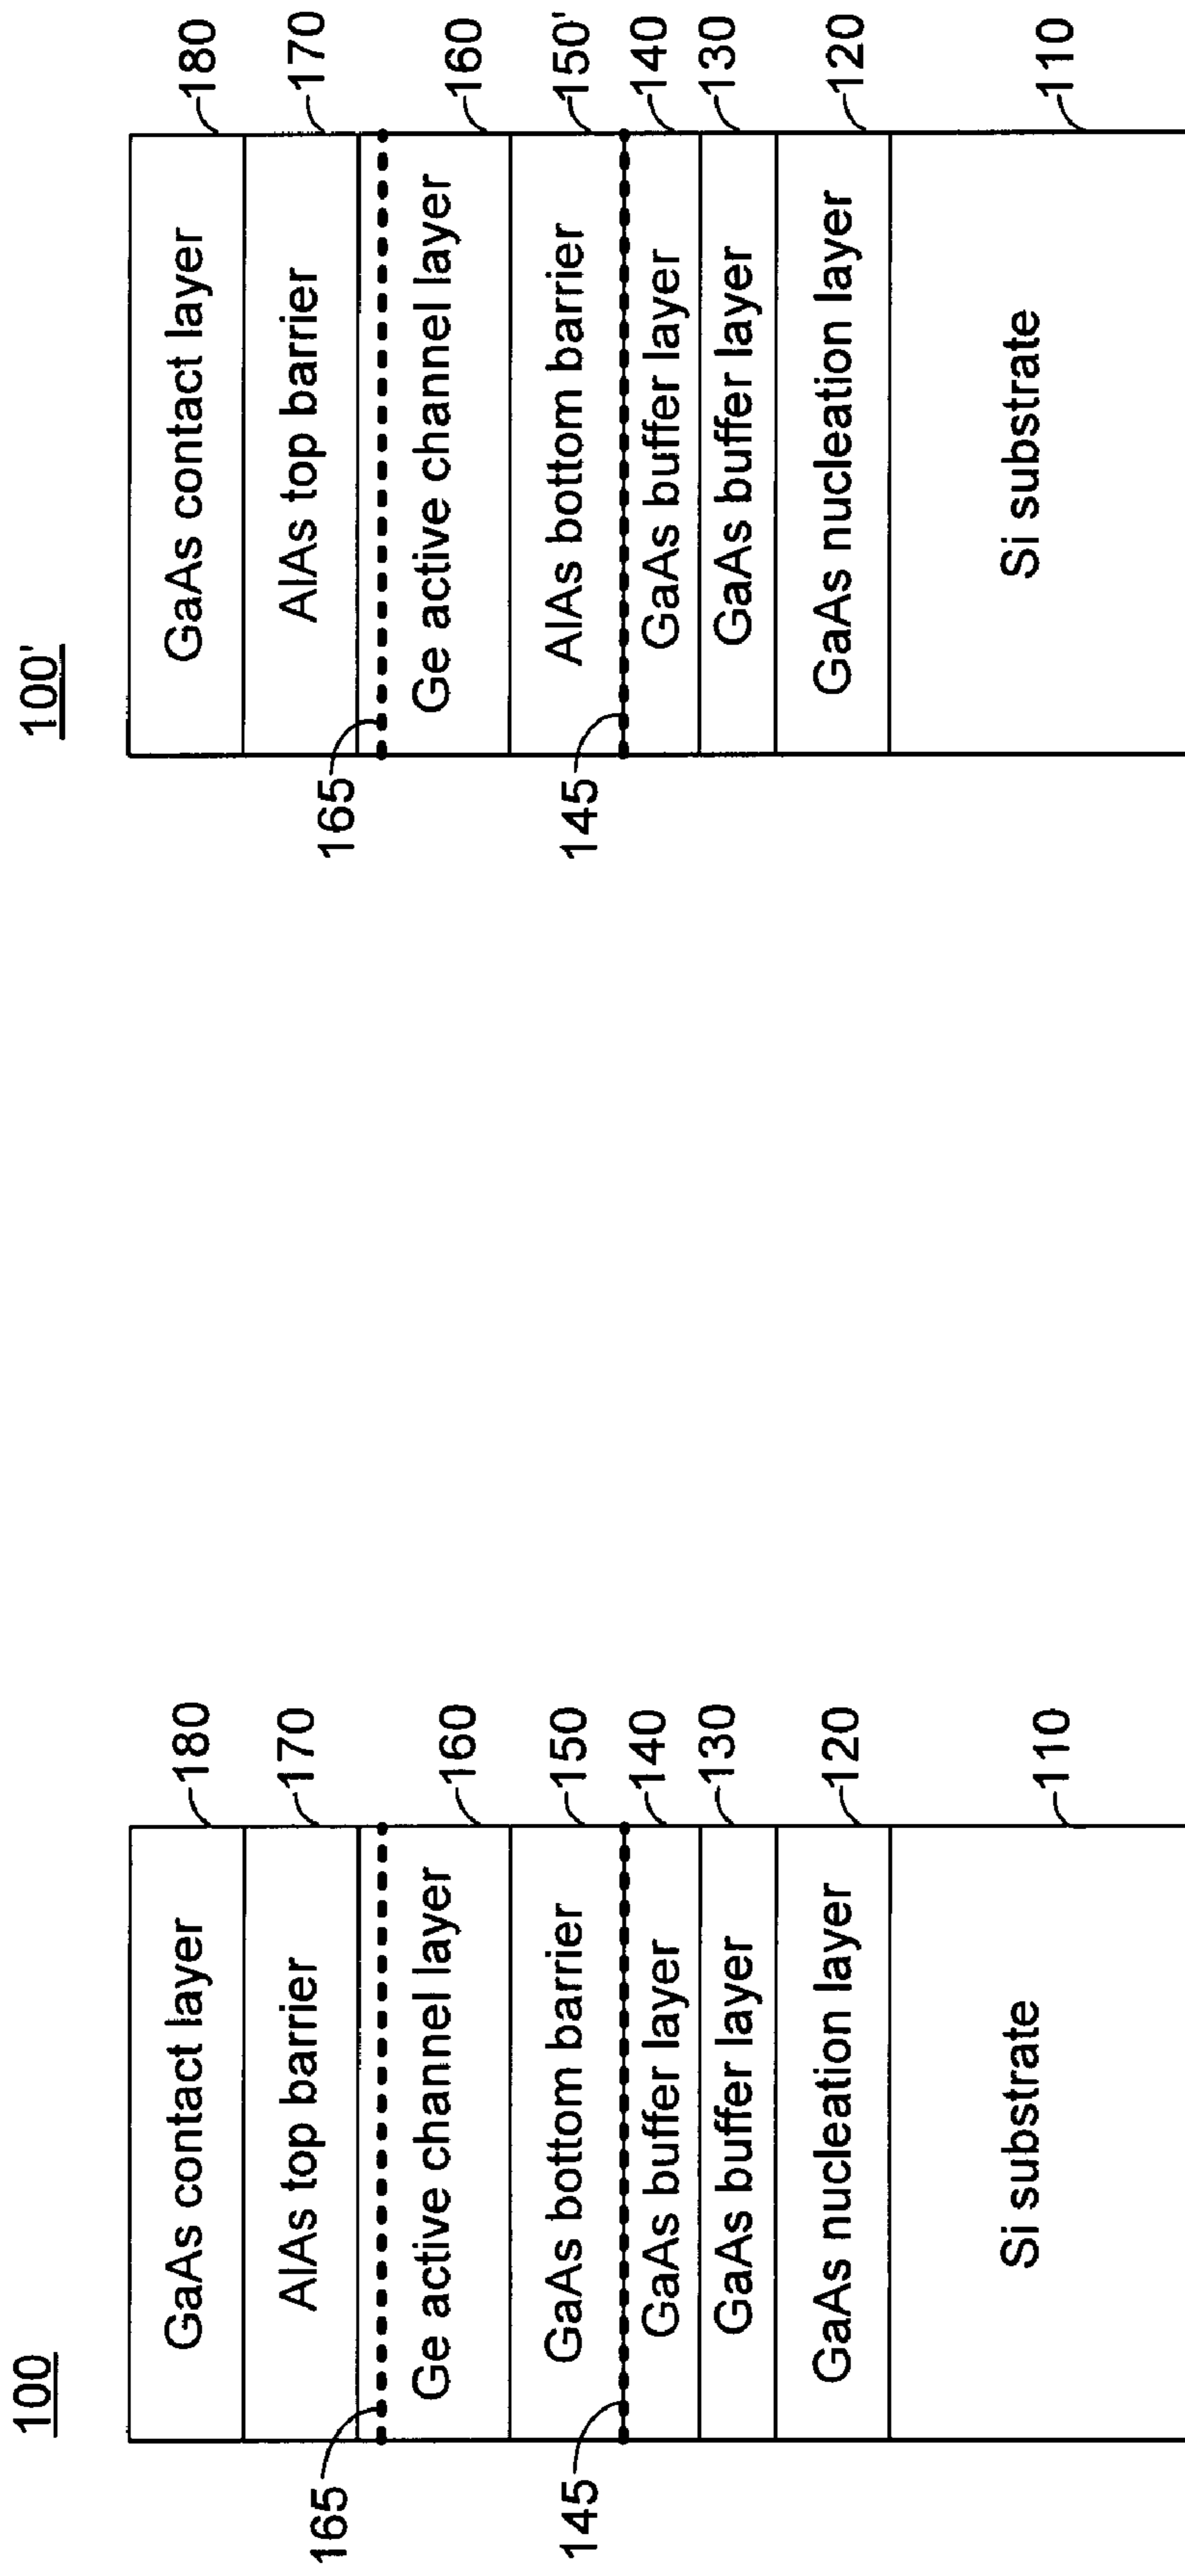 100
GaAs contact layer
180
AlAs top barrier
170
165
Ge active channel layer
160
GaAs bottom barrier
150
145
GaAs buffer layer
140
GaAs buffer layer
130
GaAs nucleation layer
120
Si substrate
110
100'
GaAs contact layer
180
AlAs top barrier
170
165
Ge active channel layer
160
AlAs bottom barrier
150'
145
GaAs buffer layer
140
GaAs buffer layer
130
GaAs nucleation layer
120
Si substrate
110